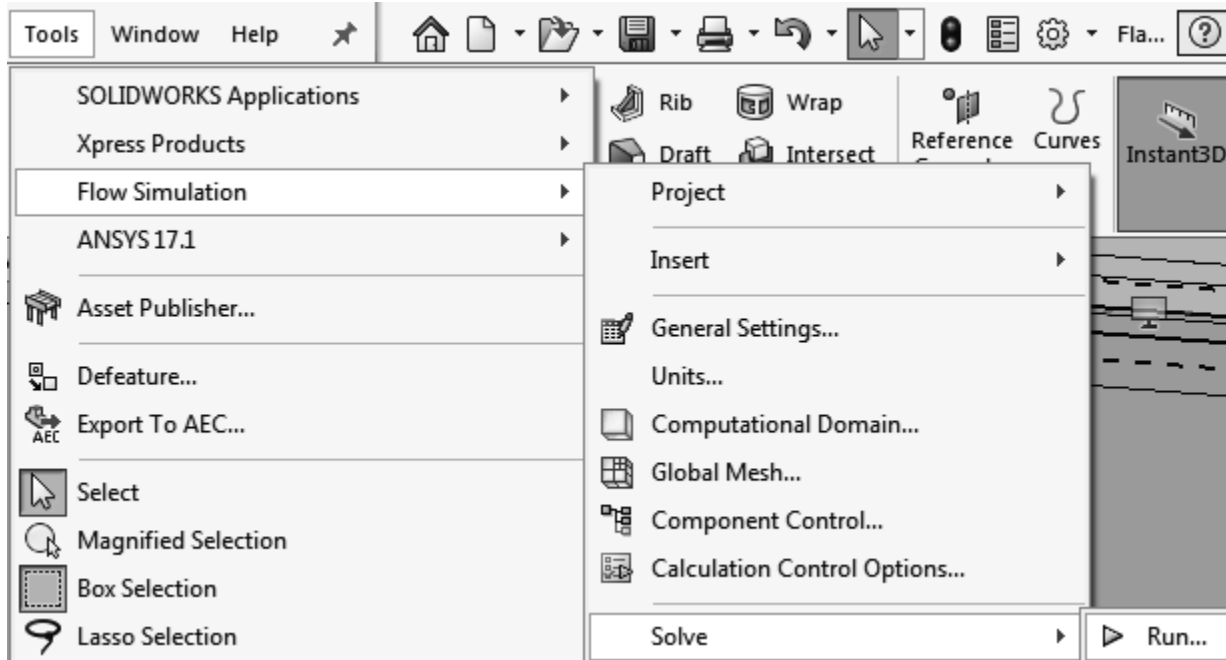 Tools Window Help Fla... ?
SOLIDWORKS Applications
Xpress Products
Flow Simulation
ANSYS 17.1
Asset Publisher...
Defeature...
AEC Export To AEC...
Select
Magnified Selection
Box Selection
Lasso Selection
Rib Wrap
Draft Intersect
Reference Curves
Instant3D
Project
Insert
General Settings...
Units...
Computational Domain...
Global Mesh...
Component Control...
Calculation Control Options...
Solve
Run...